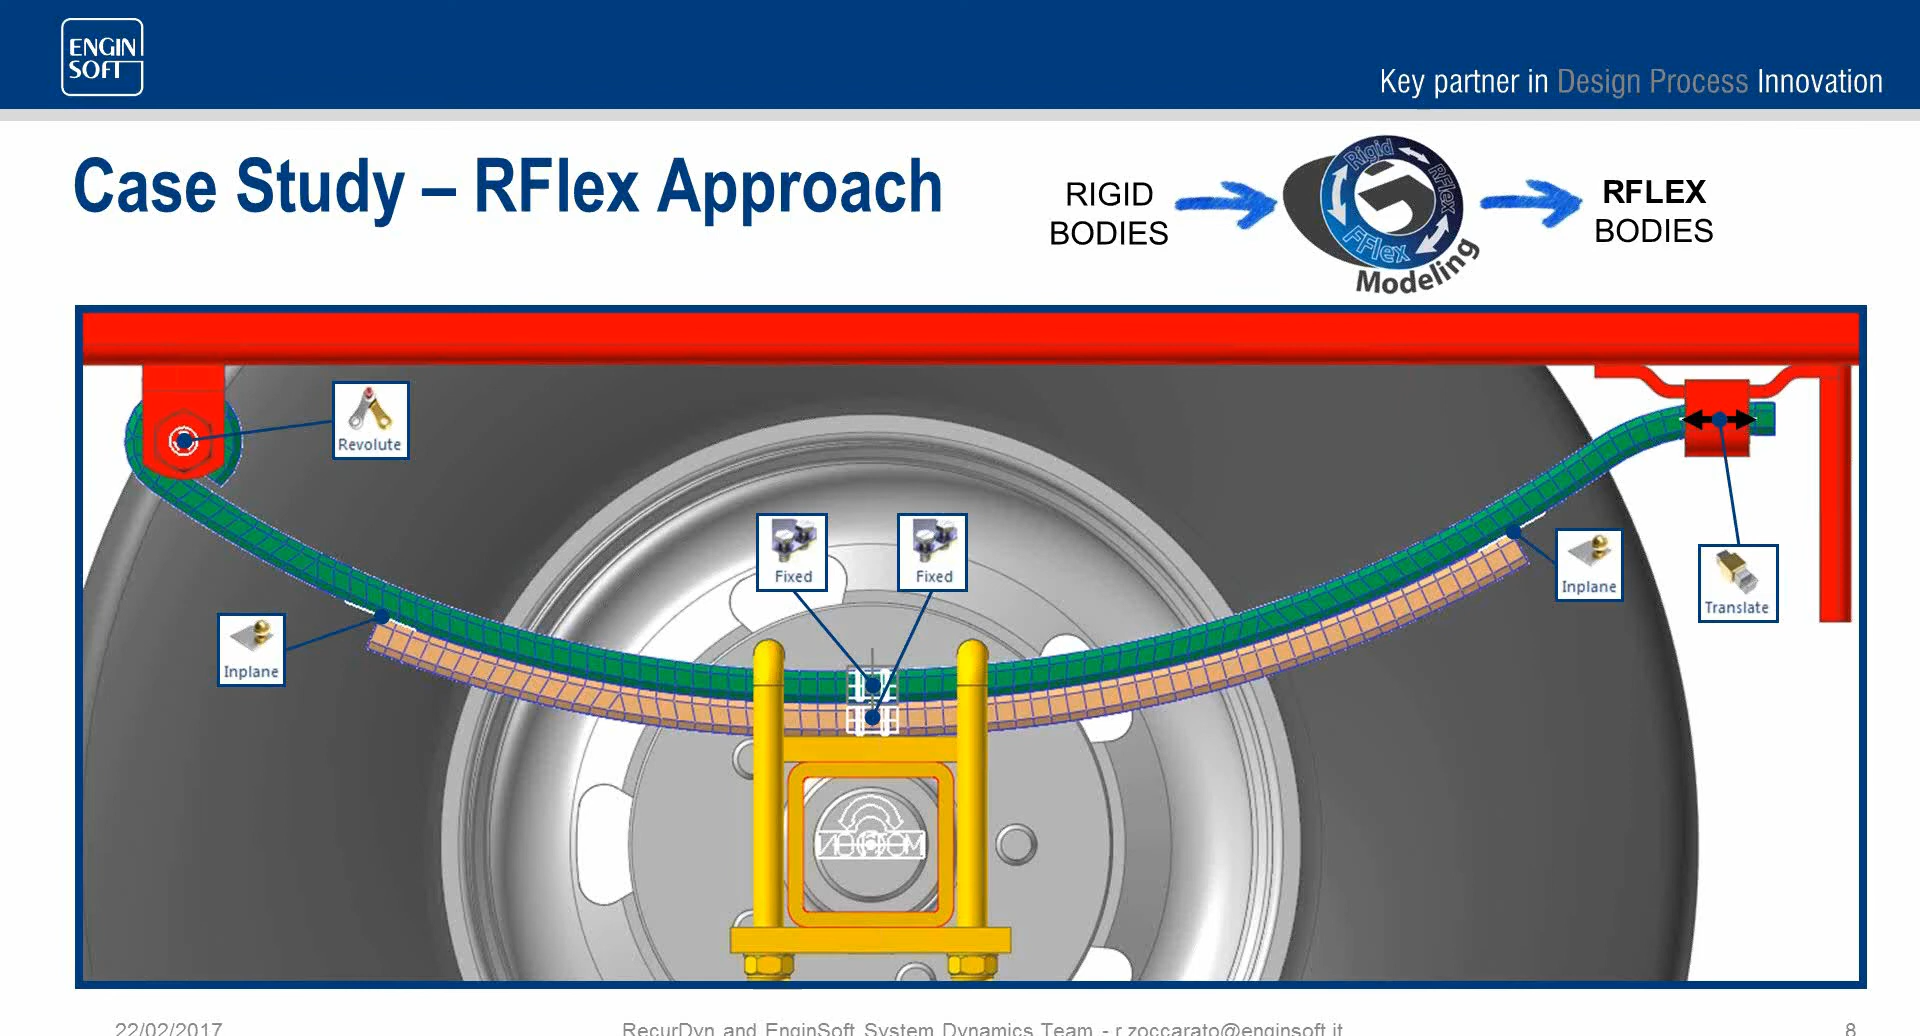 ENGIN
SOFT
Key partner in Design Process Innovation
Case Study – RFlex Approach
RIGID
BODIES
Rigid
RFlex
FFlex
Modeling
RFLEX
BODIES
Revolute
Fixed
Fixed
Inplane
Inplane
Translate
MOTION
22/02/2017
RecurDyn and EnginSoft System Dynamics Team - r.zoccarato@enginsoft.it
8